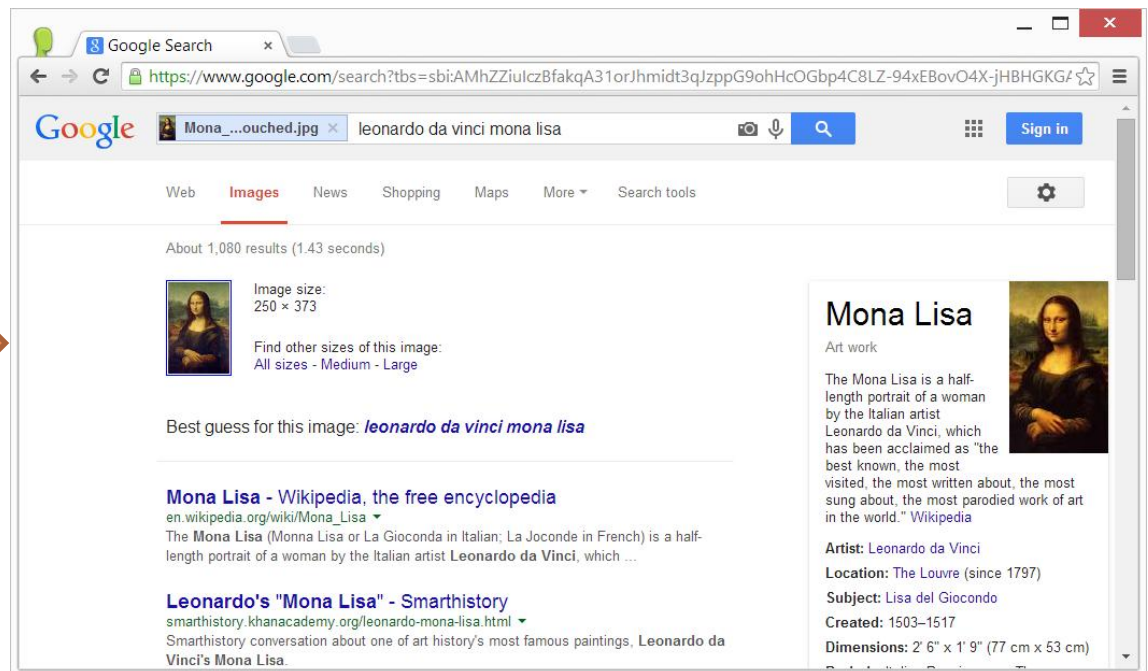 Google Search
https://www.google.com/search?tbs=sbi:AMhZZiulczBfakqA31orJhmidt3qJzppG9ohHcOGbp4C8LZ-94xEBovO4X-jHBHGKG
Google Mona_...ouched.jpg × leonardo da vinci mona lisa Sign in
Web Images News Shopping Maps More Search tools
About 1,080 results (1.43 seconds)
Image size:
250 × 373
Find other sizes of this image:
All sizes - Medium - Large
Best guess for this image: leonardo da vinci mona lisa
Mona Lisa - Wikipedia, the free encyclopedia
en.wikipedia.org/wiki/Mona_Lisa
The Mona Lisa (Monna Lisa or La Gioconda in Italian; La Joconde in French) is a half-
length portrait of a woman by the Italian artist Leonardo da Vinci, which ...
Leonardo's "Mona Lisa" - Smarthistory
smarthistory.khanacademy.org/leonardo-mona-lisa.html
Smarthistory conversation about one of art history's most famous paintings, Leonardo da
Vinci's Mona Lisa.
Mona Lisa
Art work
The Mona Lisa is a half-
length portrait of a woman
by the Italian artist
Leonardo da Vinci, which
has been acclaimed as "the
best known, the most
visited, the most written about, the most
sung about, the most parodied work of art
in the world." Wikipedia
Artist: Leonardo da Vinci
Location: The Louvre (since 1797)
Subject: Lisa del Giocondo
Created: 1503–1517
Dimensions: 2' 6" x 1' 9" (77 cm x 53 cm)